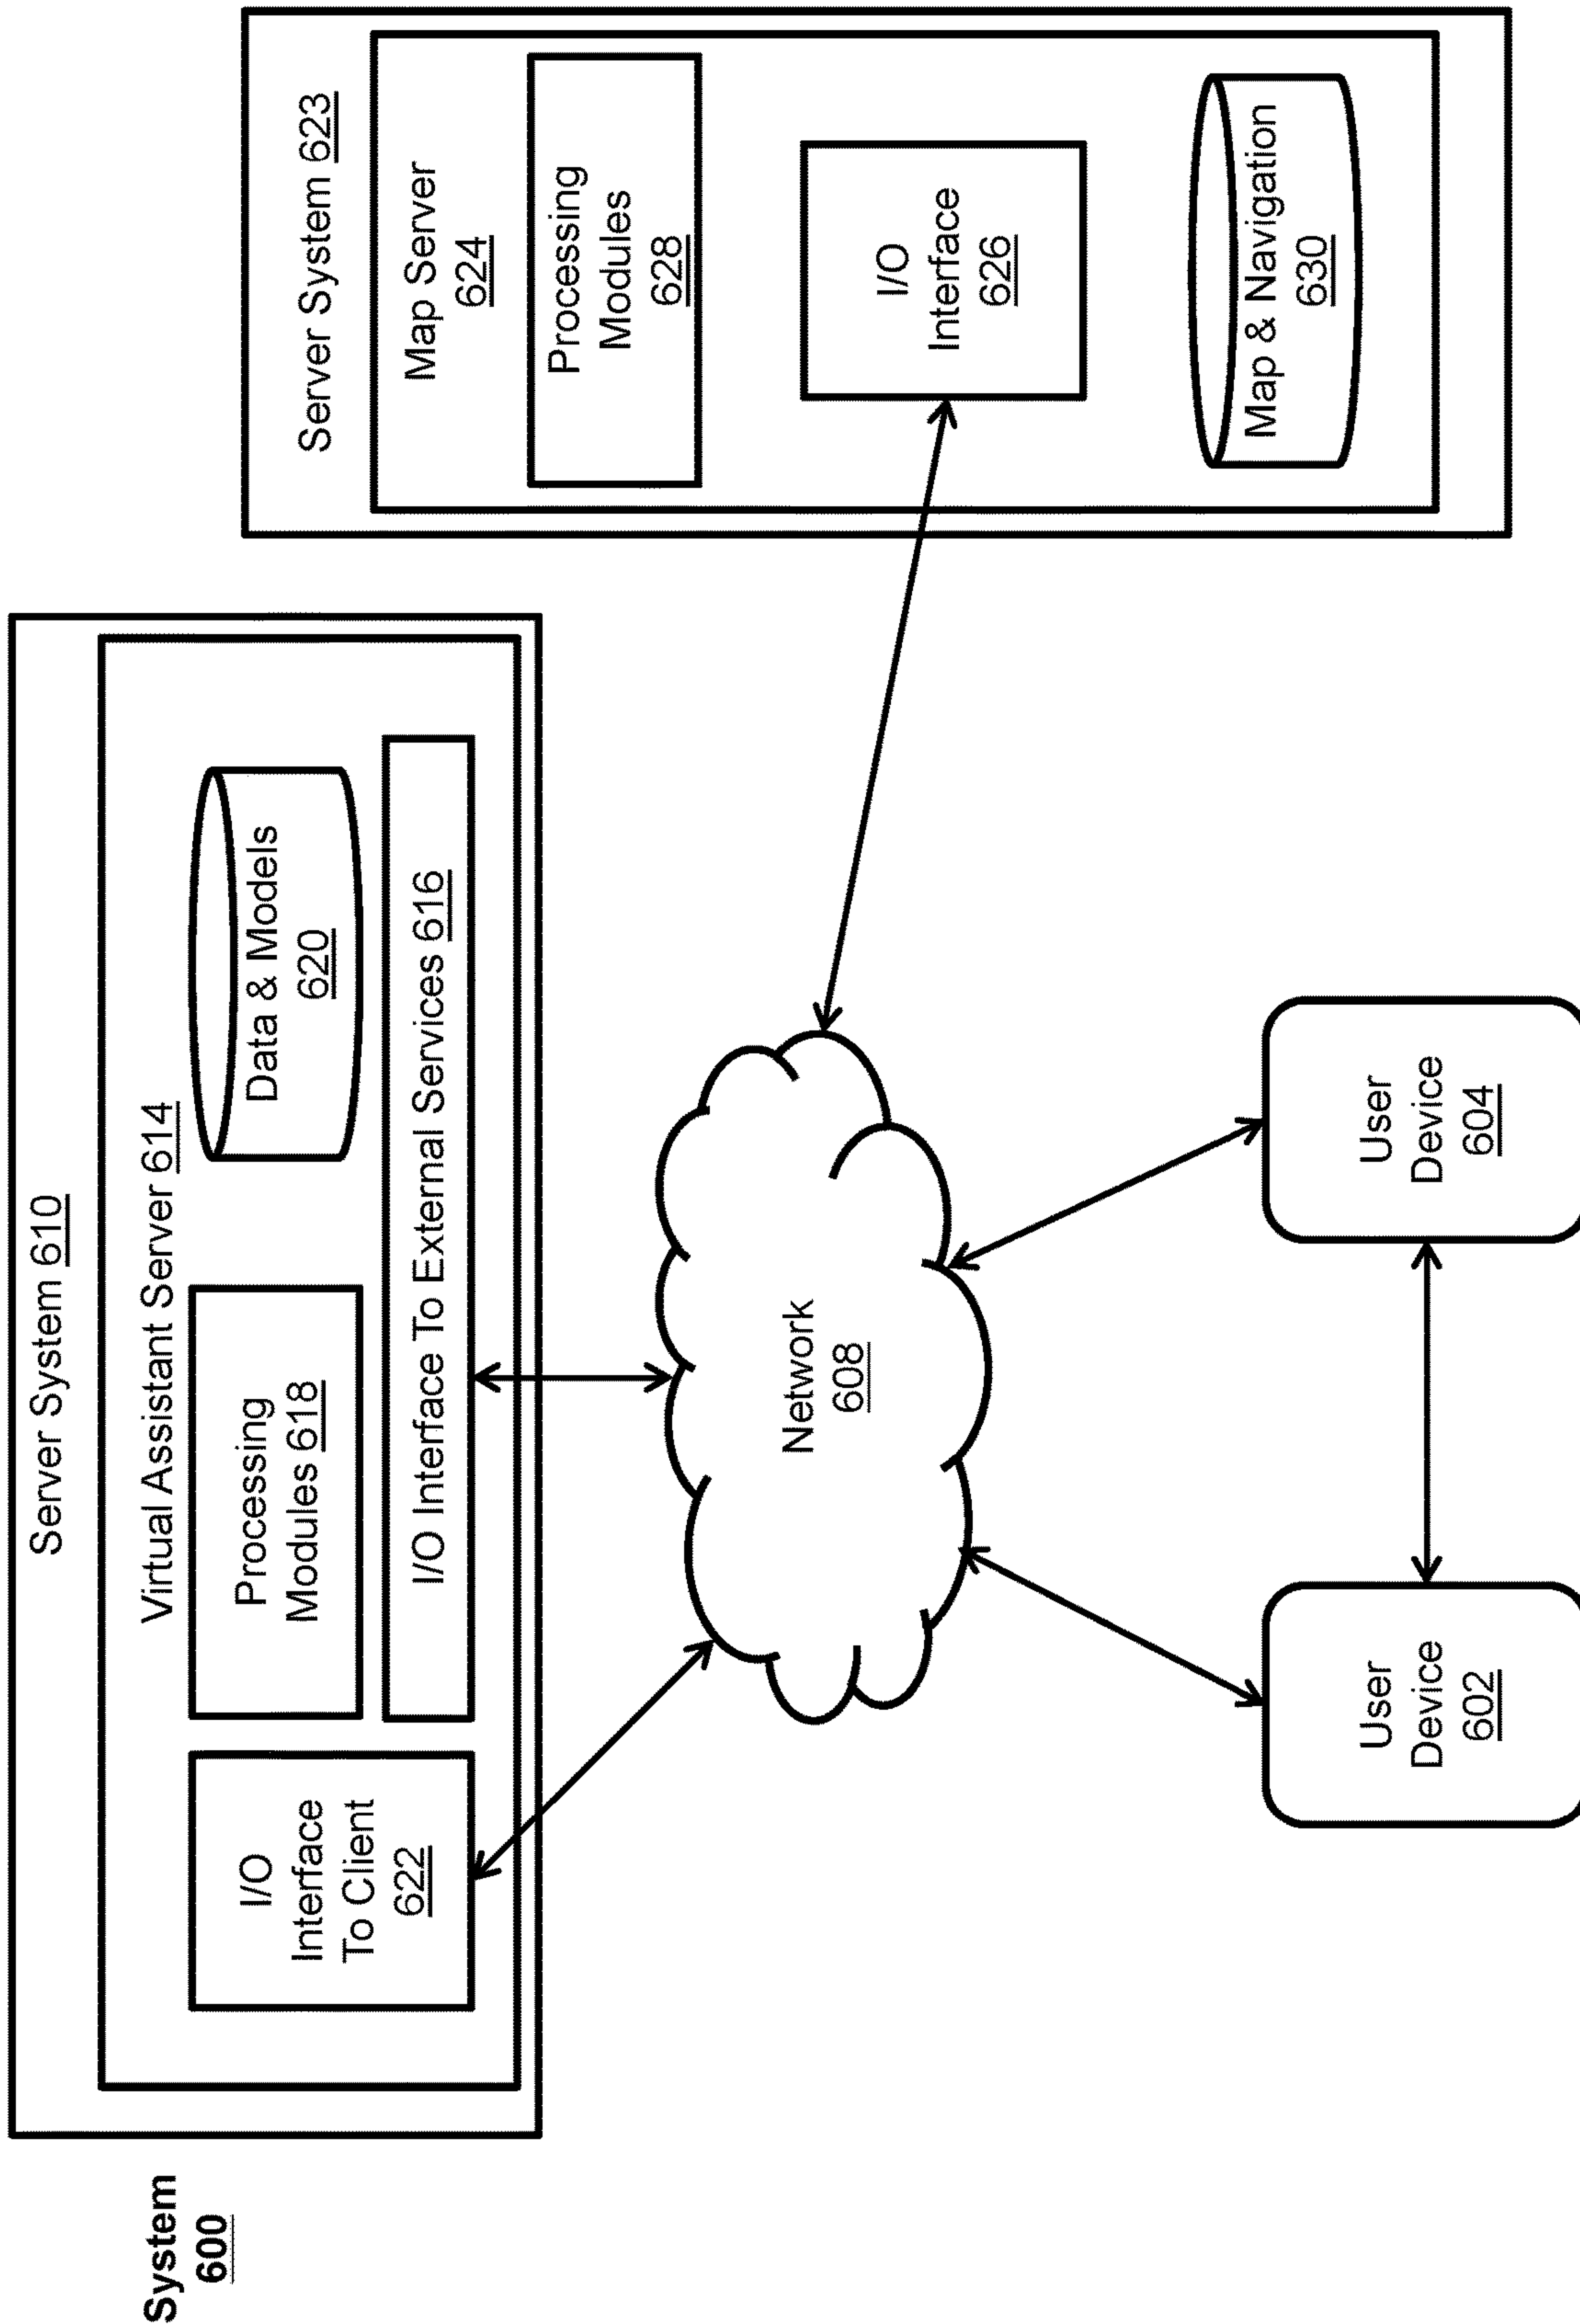 System
600
Server System 610
Virtual Assistant Server 614
I/O
Interface
To Client
622
Processing
Modules 618
Data & Models
620
I/O Interface To External Services 616
Server System 623
Map Server
624
Processing
Modules
628
I/O
Interface
626
Map & Navigation
630
Network
608
User
Device
602
User
Device
604